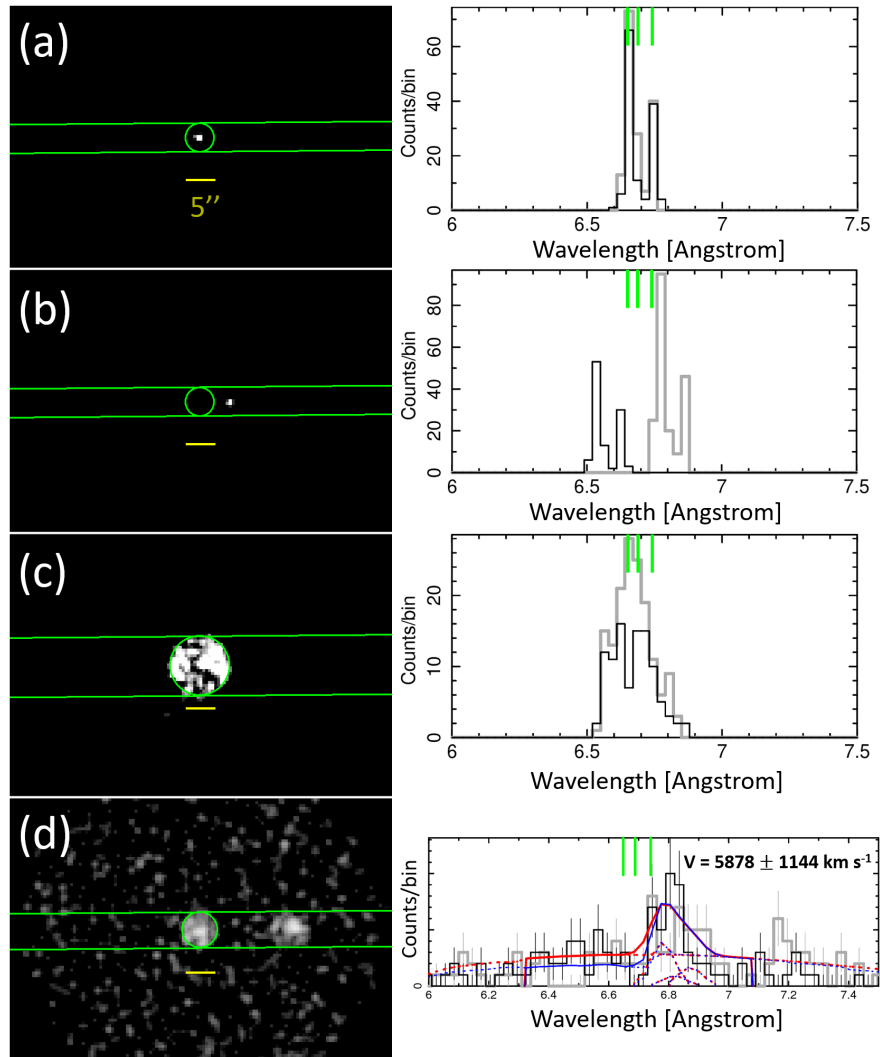 (a)
5’’
60
40
20
0
Counts/bin
6
6.5
7
7.5
Wavelength [Angstrom]
(b)
80
60
40
20
0
Counts/bin
6
6.5
7
7.5
Wavelength [Angstrom]
(c)
20
10
0
Counts/bin
6
6.5
7
7.5
Wavelength [Angstrom]
(d)
V = 5878 ± 1144 km s-1
Counts/bin
0
6
6.2
6.4
6.6
6.8
7
7.2
7.4
Wavelength [Angstrom]